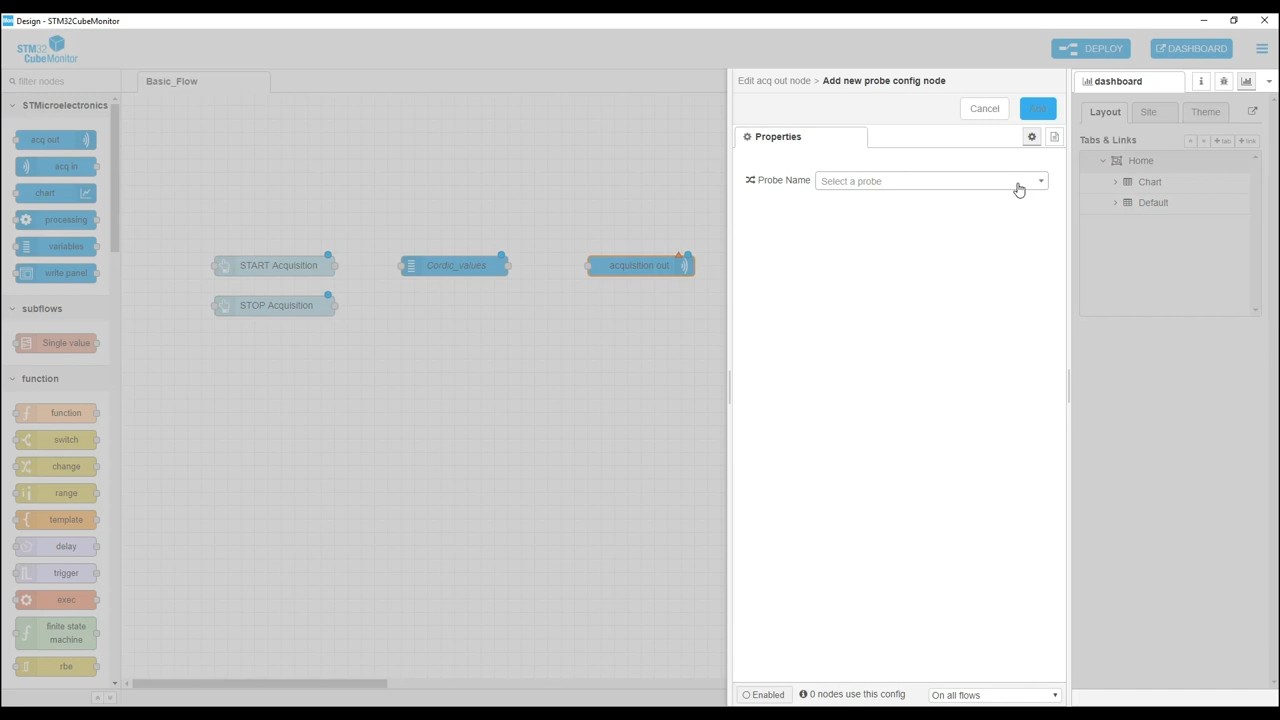 Design - STM32CubeMonitor
STM32
CubeMonitor
DEPLOY
DASHBOARD
filter nodes
STMicroelectronics
acq out
acq in
chart
processing
variables
write panel
subflows
Single value
function
function
switch
change
range
template
delay
trigger
exec
finite state
machine
rbe
Basic_Flow
START Acquisition
STOP Acquisition
Cordic_values
acquisition out
Edit acq out node > Add new probe config node
Cancel
Add
Properties
Probe Name
Select a probe
Enabled
0 nodes use this config
On all flows
dashboard
Layout
Site
Theme
Tabs & Links
+tab
+link
Home
Chart
Default